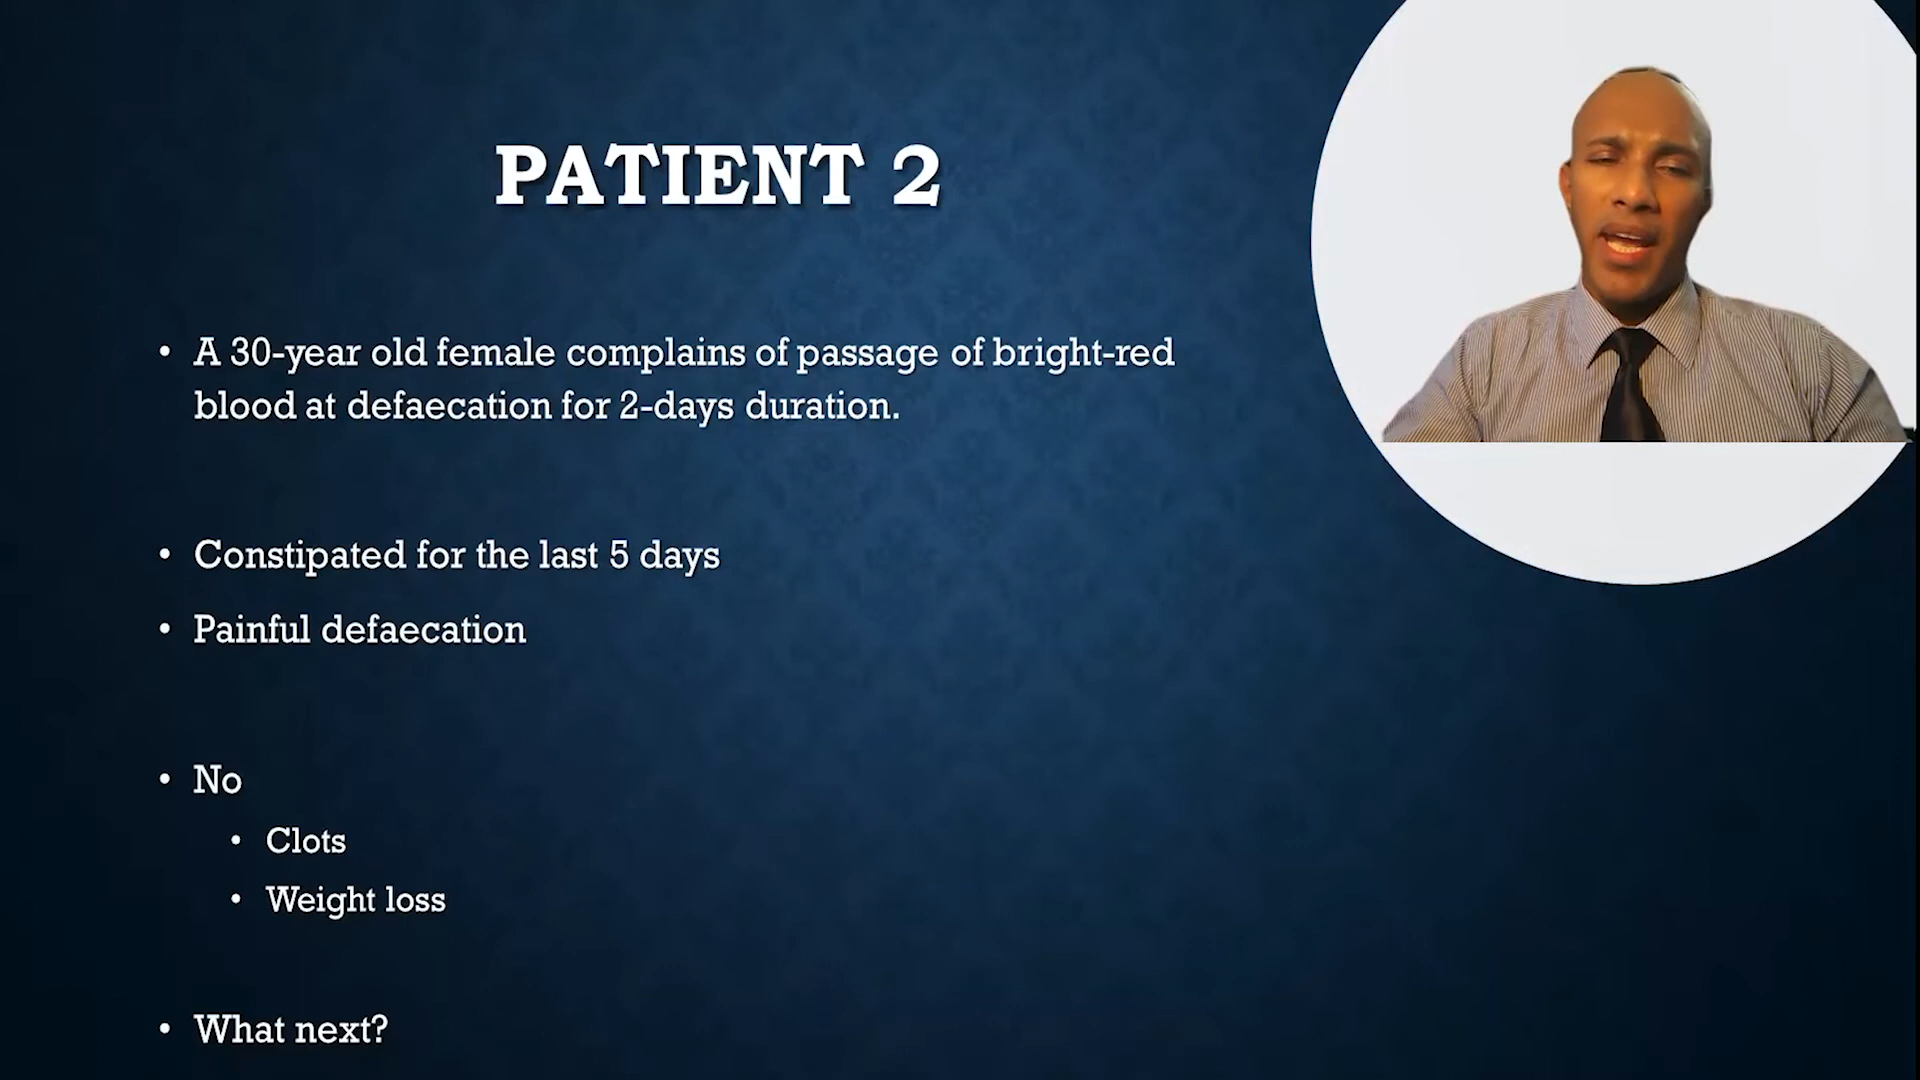 PATIENT 2
• A 30-year old female complains of passage of bright-red
blood at defaecation for 2-days duration.
• Constipated for the last 5 days
• Painful defaecation
• No
• Clots
• Weight loss
• What next?